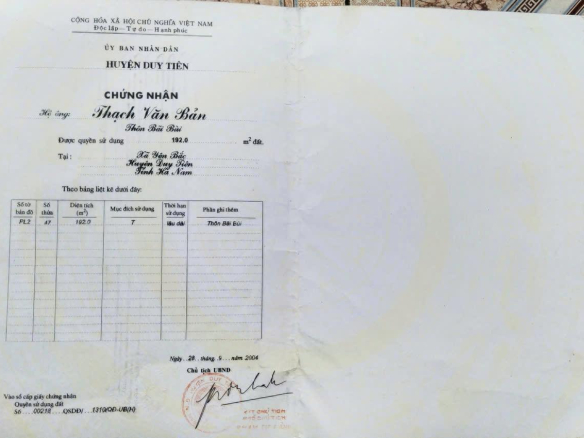 CỘNG HÒA XÃ HỘI CHỦ NGHĨA VIỆT NAM
Độc lập - Tự do - Hạnh phúc
ỦY BAN NHÂN DÂN
HUYỆN DUY TIÊN
CHỨNG NHẬN
Hộ ông: Thạch Văn Bản
Thôn Bãi Bùi
Được quyền sử dụng 192.0 m² đất.
Tại: Xã Yên Bắc
Huyện Duy Tiên
Tỉnh Hà Nam
Theo bảng liệt kê dưới đây:
Số tờ bản đồ Số thửa Diện tích (m²) Mục đích sử dụng Thời hạn sử dụng Phần ghi thêm
PL2 47 192.0 T lâu dài Thôn Bãi Bùi
Ngày 28 tháng 9 năm 2004
Chủ tịch UBND
Vào sổ cấp giấy chứng nhận
Quyền sử dụng đất
Số 00218 QSDĐ/ 1310/QĐ-UB(H)